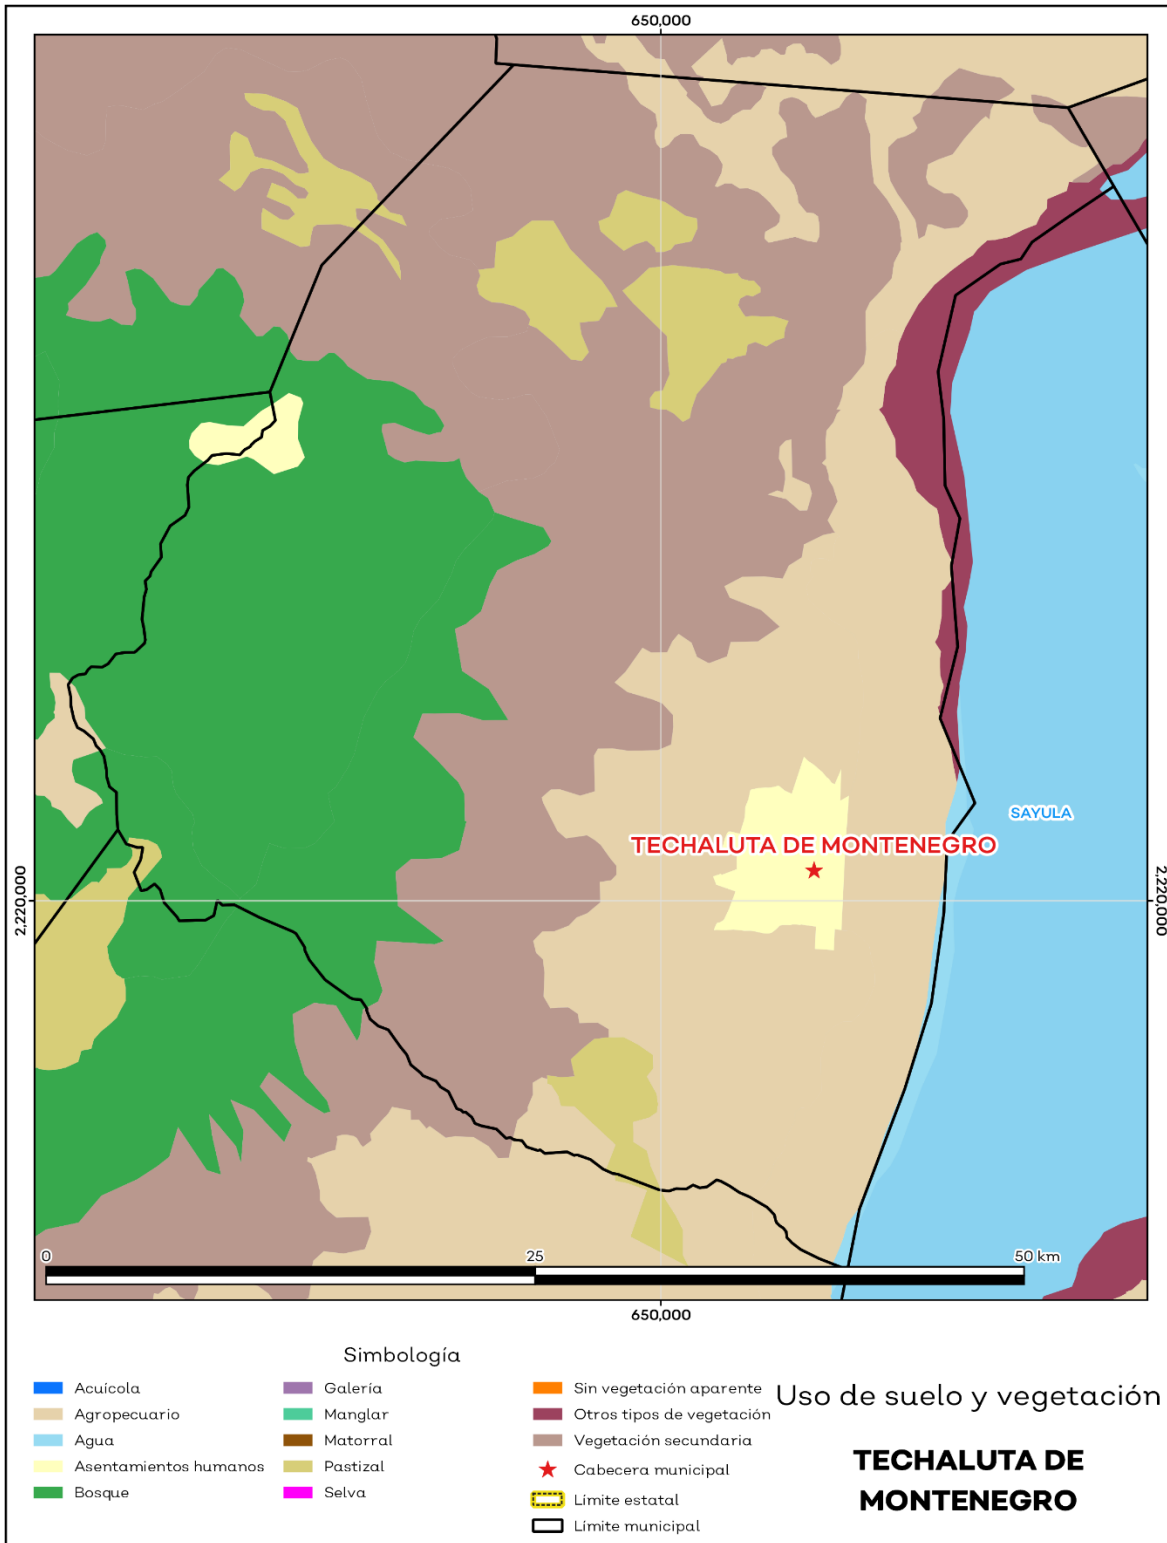 650,000
SAYULA
TECHALUTA DE MONTENEGRO
2,220,000
2,220,000
0
25
50 km
650,000
Simbología
Acuícola
Agropecuario
Agua
Asentamientos humanos
Bosque
Galería
Manglar
Matorral
Pastizal
Selva
Sin vegetación aparente
Otros tipos de vegetación
Vegetación secundaria
Cabecera municipal
Límite estatal
Límite municipal
Uso de suelo y vegetación
TECHALUTA DE
MONTENEGRO